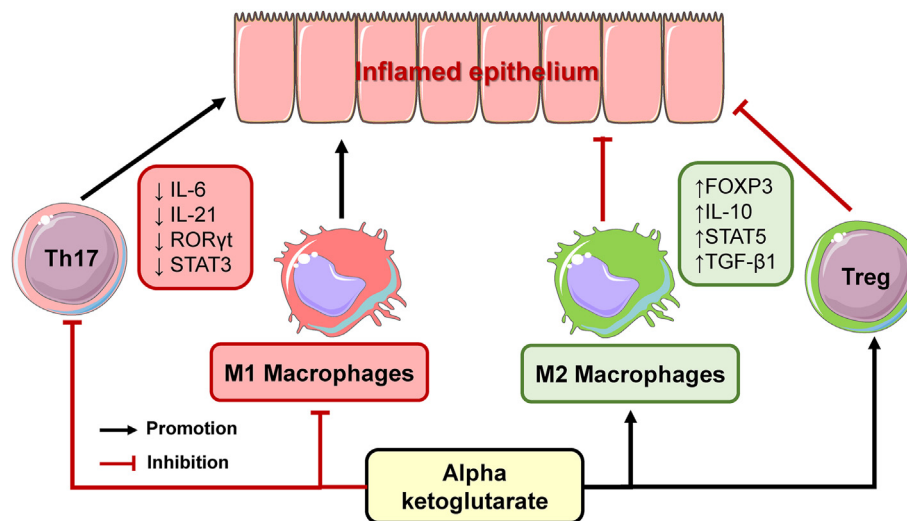 Inflamed epithelium
↓ IL-6
↓ IL-21
↓ RORγt
↓ STAT3
↑FOXP3
↑IL-10
↑STAT5
↑TGF-β1
Th17
Treg
M1 Macrophages
M2 Macrophages
Promotion
Inhibition
Alpha
ketoglutarate